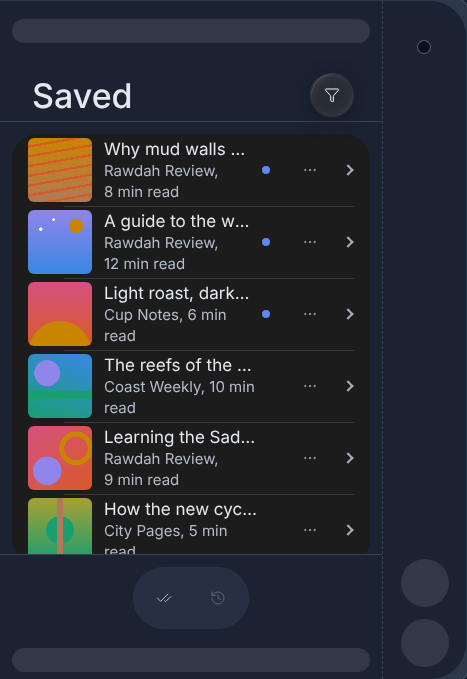 Saved
Why mud walls ...
Rawdah Review,
8 min read
A guide to the w...
Rawdah Review,
12 min read
Light roast, dark...
Cup Notes, 6 min
read
The reefs of the ...
Coast Weekly, 10 min
read
Learning the Sad...
Rawdah Review,
9 min read
How the new cyc...
City Pages, 5 min
read